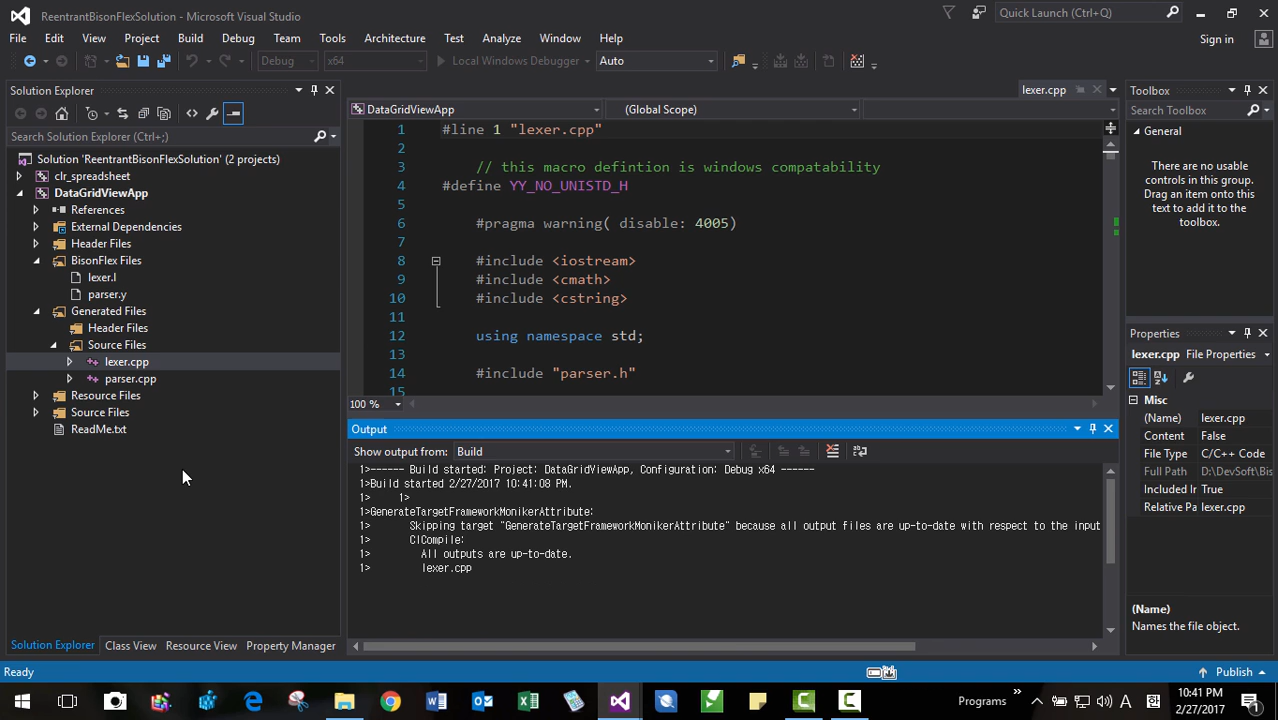 ReentrantBisonFlexSolution - Microsoft Visual Studio
Quick Launch (Ctrl+Q)
File Edit View Project Build Debug Team Tools Architecture Test Analyze Window Help
Sign in
Debug x64 Local Windows Debugger Auto
Solution Explorer
Search Solution Explorer (Ctrl+;)
Solution 'ReentrantBisonFlexSolution' (2 projects)
clr_spreadsheet
DataGridViewApp
References
External Dependencies
Header Files
BisonFlex Files
lexer.l
parser.y
Generated Files
Header Files
Source Files
lexer.cpp
parser.cpp
Resource Files
Source Files
ReadMe.txt
Solution Explorer Class View Resource View Property Manager
lexer.cpp
DataGridViewApp (Global Scope)
1 #line 1 "lexer.cpp"
2
3 // this macro defintion is windows compatability
4 #define YY_NO_UNISTD_H
5
6 #pragma warning( disable: 4005)
7
8 #include <iostream>
9 #include <cmath>
10 #include <cstring>
11
12 using namespace std;
13
14 #include "parser.h"
15
100 %
Output
Show output from: Build
1>------ Build started: Project: DataGridViewApp, Configuration: Debug x64 ------
1>Build started 2/27/2017 10:41:08 PM.
1> 1>
1>GenerateTargetFrameworkMonikerAttribute:
1> Skipping target "GenerateTargetFrameworkMonikerAttribute" because all output files are up-to-date with respect to the input
1> ClCompile:
1> All outputs are up-to-date.
1> lexer.cpp
Toolbox
Search Toolbox
General
There are no usable
controls in this group.
Drag an item onto this
text to add it to the
toolbox.
Properties
lexer.cpp File Properties
Misc
(Name) lexer.cpp
Content False
File Type C/C++ Code
Full Path D:\DevSoft\Bis
Included In True
Relative Pa lexer.cpp
(Name)
Names the file object.
Ready
Publish
Programs
A
10:41 PM
2/27/2017